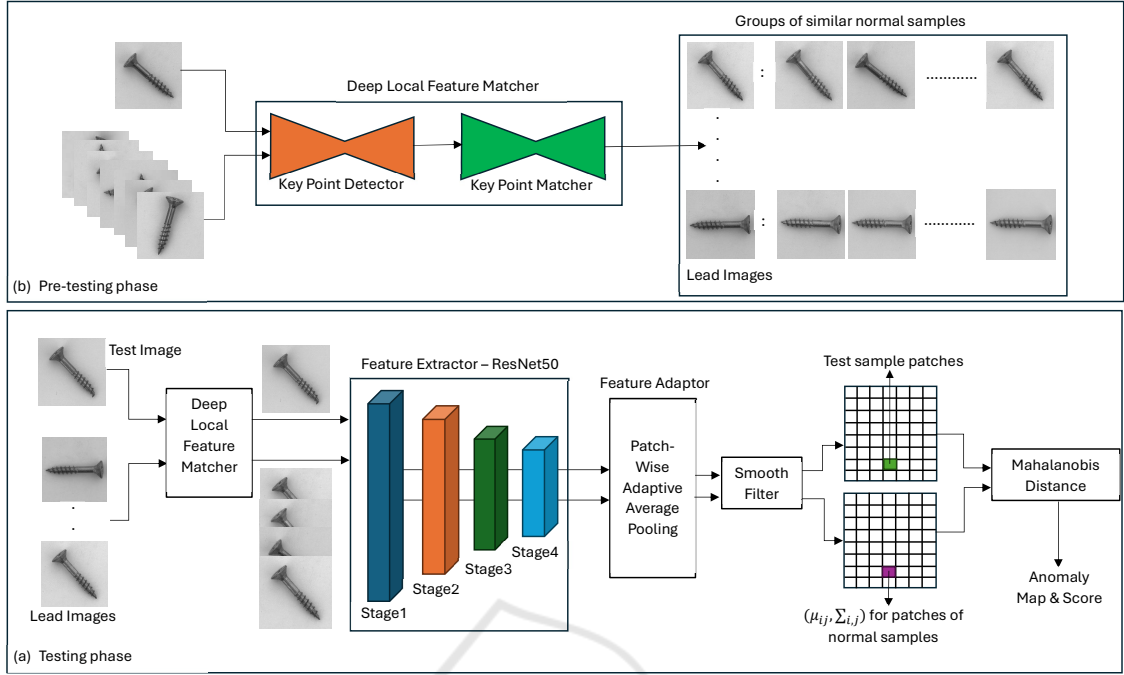 Groups of similar normal samples
Deep Local Feature Matcher
: ............
Key Point Detector
Key Point Matcher
: ............
Lead Images
(b) Pre-testing phase
Test Image
Feature Extractor – ResNet50
Feature Adaptor
Test sample patches
Deep
Local
Feature
Matcher
Patch-
Wise
Adaptive
Average
Pooling
Smooth
Filter
Mahalanobis
Distance
Stage4
Stage3
Stage2
Stage1
Lead Images
Anomaly
Map & Score
(μᵢⱼ, Σᵢ,ⱼ) for patches of
normal samples
(a) Testing phase